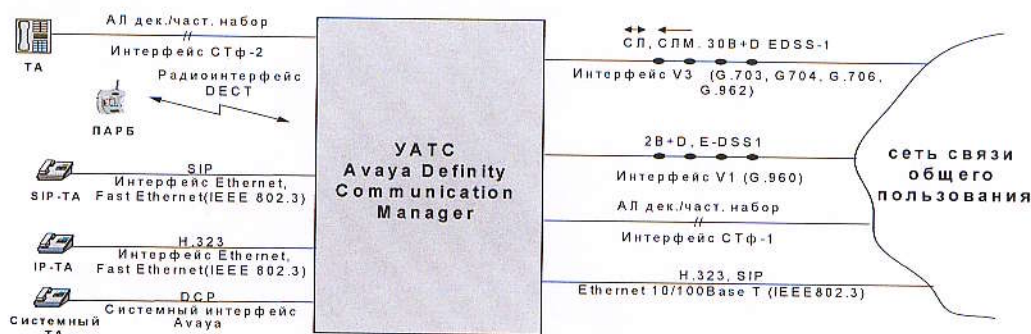 АЛ дек./част. набор
Интерфейс СТф-2
ТА
Радиоинтерфейс
DECT
ПАРБ
SIP
Интерфейс Ethernet,
Fast Ethernet(IEEE 802.3)
SIP-ТА
H.323
Интерфейс Ethernet,
Fast Ethernet(IEEE 802.3)
IP-ТА
DCP
Системный интерфейс
Avaya
Системный
ТА
УАТС
Avaya Definity
Communication
Manager
СЛ, СЛМ. 30B+D EDSS-1
Интерфейс V3 (G.703, G704, G.706,
G.962)
2B+D, E-DSS1
Интерфейс V1 (G.960)
АЛ дек./част. набор
Интерфейс СТф-1
H.323, SIP
Ethernet 10/100Base T (IEEE802.3)
сеть связи
общего
пользования